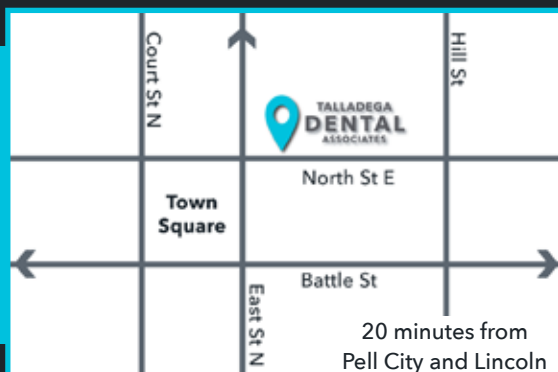 Court St N
Hill St
TALLADEGA
DENTAL
ASSOCIATES
North St E
Town
Square
Battle St
East St N
20 minutes from
Pell City and Lincoln